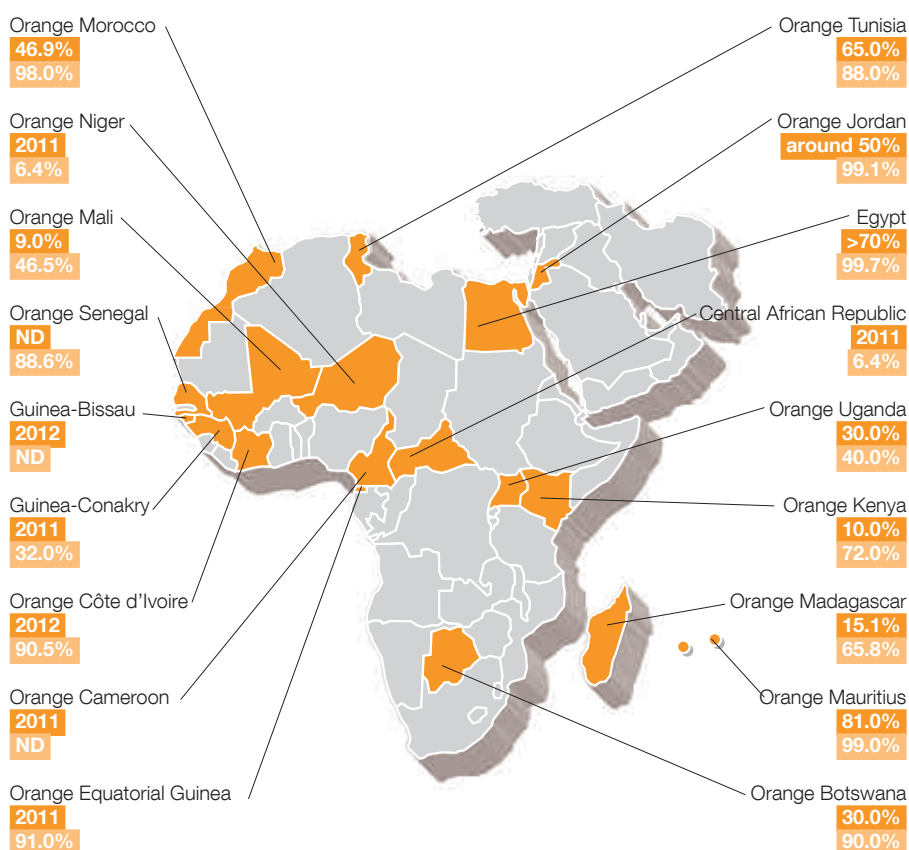 Orange Morocco
46.9%
98.0%
Orange Niger
2011
6.4%
Orange Mali
9.0%
46.5%
Orange Senegal
ND
88.6%
Guinea-Bissau
2012
ND
Guinea-Conakry
2011
32.0%
Orange Côte d’Ivoire
2012
90.5%
Orange Cameroon
2011
ND
Orange Equatorial Guinea
2011
91.0%
Orange Tunisia
65.0%
88.0%
Orange Jordan
around 50%
99.1%
Egypt
>70%
99.7%
Central African Republic
2011
6.4%
Orange Uganda
30.0%
40.0%
Orange Kenya
10.0%
72.0%
Orange Madagascar
15.1%
65.8%
Orange Mauritius
81.0%
99.0%
Orange Botswana
30.0%
90.0%